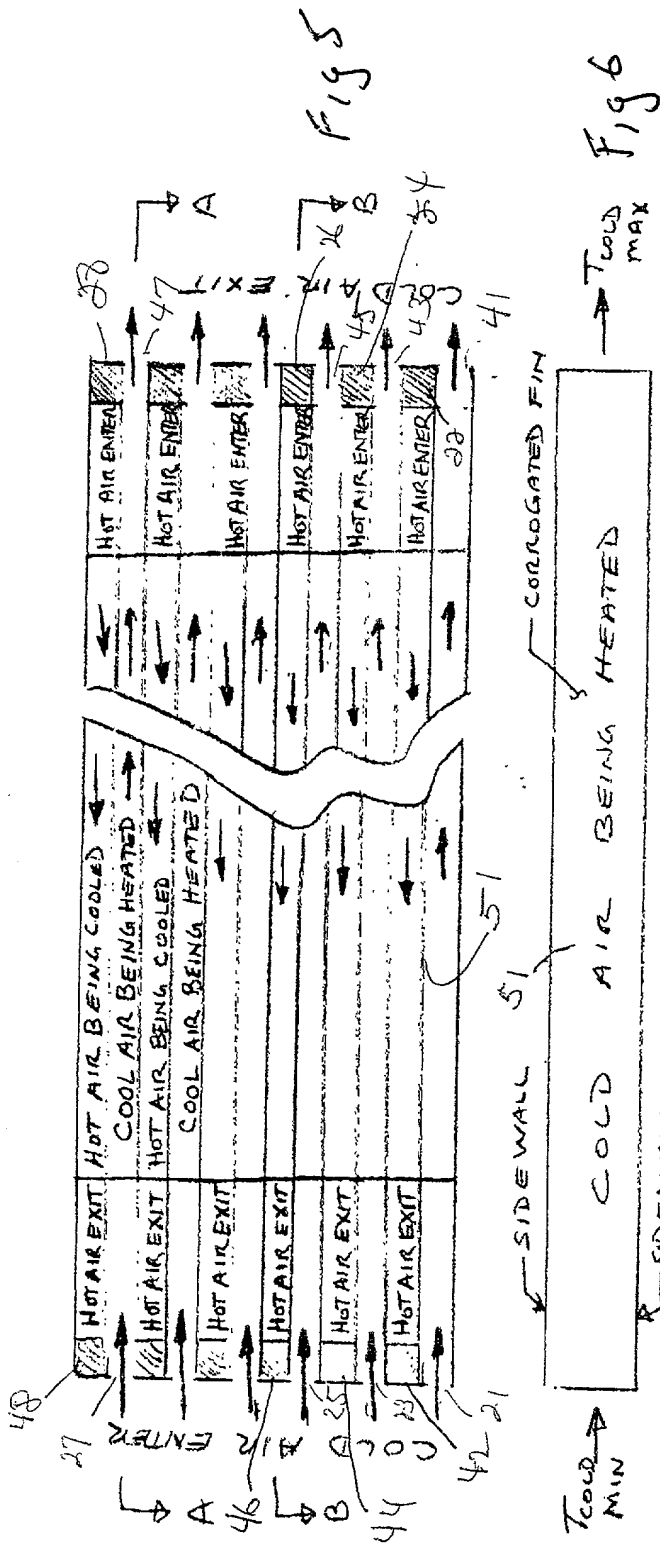 Fig 5
48
27
46
25
44
23
42
21
COLD AIR ENTER
A
B
HOT AIR EXIT
HOT AIR EXIT
HOT AIR EXIT
HOT AIR EXIT
HOT AIR EXIT
HOT AIR EXIT
HOT AIR BEING COOLED
COOL AIR BEING HEATED
HOT AIR BEING COOLED
COOL AIR BEING HEATED
51
HOT AIR ENTER
HOT AIR ENTER
HOT AIR ENTER
HOT AIR ENTER
HOT AIR ENTER
HOT AIR ENTER
28
47
26
45
43
22
41
COLD AIR EXIT
A
B
Fig 6
SIDEWALL
51
CORROGATED FIN
TCOLD MIN
COLD AIR BEING HEATED
TCOLD MAX